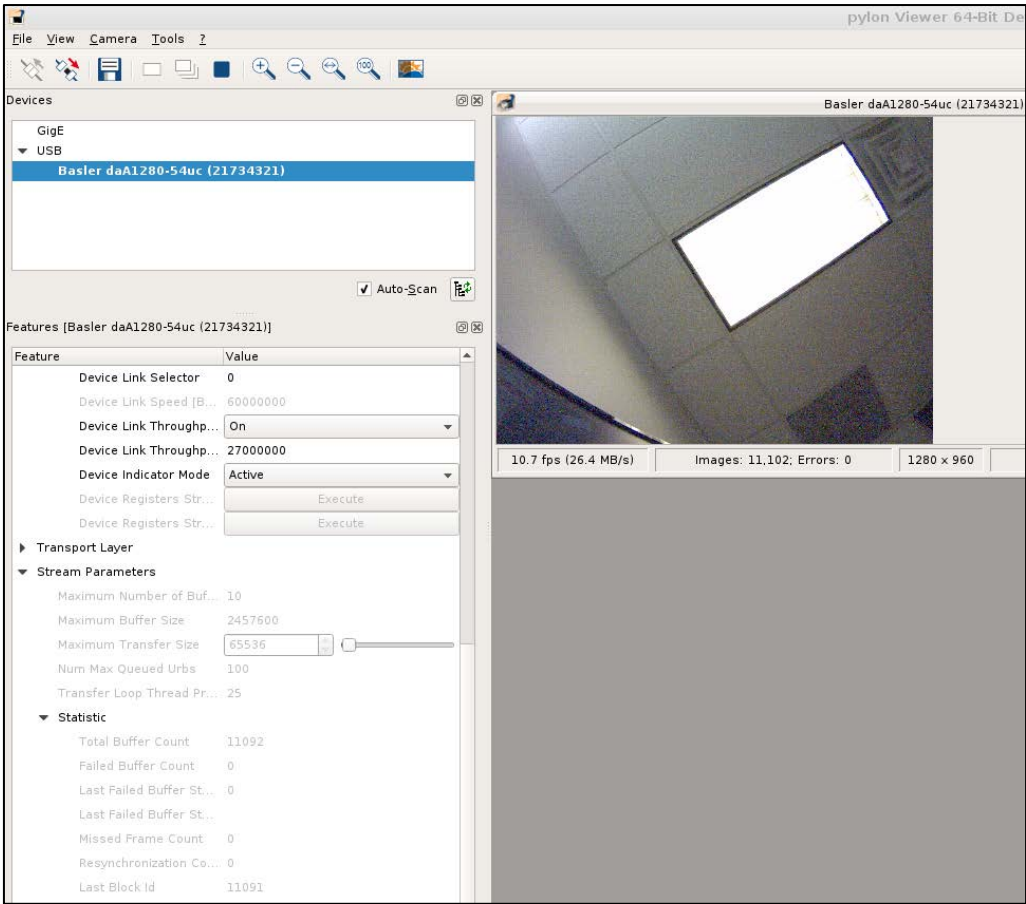 pylon Viewer 64-Bit De
File View Camera Tools ?
Devices
GigE
USB
Basler daA1280-54uc (21734321)
Auto-Scan
Features [Basler daA1280-54uc (21734321)]
Feature Value
Device Link Selector 0
Device Link Speed [B... 60000000
Device Link Throughp... On
Device Link Throughp... 27000000
Device Indicator Mode Active
Device Registers Str... Execute
Device Registers Str... Execute
Transport Layer
Stream Parameters
Maximum Number of Buf... 10
Maximum Buffer Size 2457600
Maximum Transfer Size 65536
Num Max Queued Urbs 100
Transfer Loop Thread Pr... 25
Statistic
Total Buffer Count 11092
Failed Buffer Count 0
Last Failed Buffer St... 0
Last Failed Buffer St...
Missed Frame Count 0
Resynchronization Co... 0
Last Block Id 11091
Basler daA1280-54uc (21734321)
10.7 fps (26.4 MB/s) Images: 11,102; Errors: 0 1280 x 960